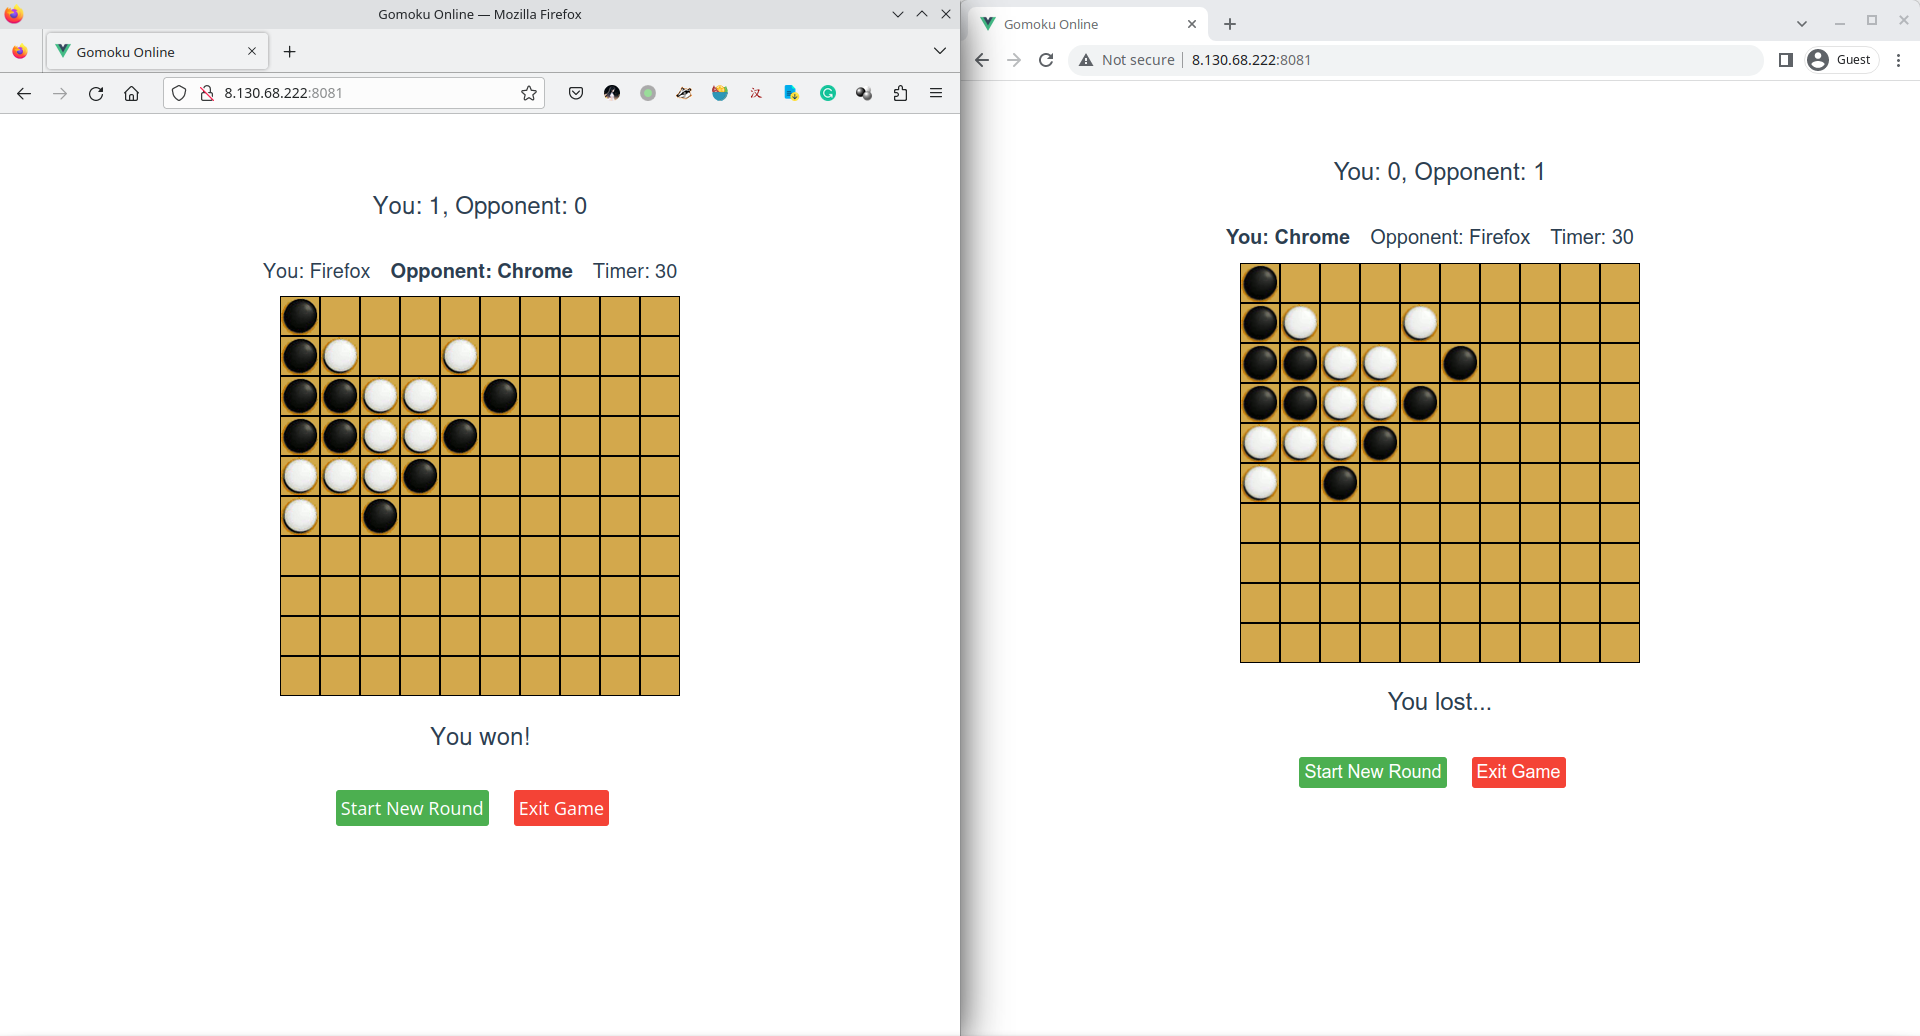 Gomoku Online — Mozilla Firefox
Gomoku Online
8.130.68.222:8081
汉
You: 1, Opponent: 0
You: Firefox Opponent: Chrome Timer: 30
You won!
Start New Round Exit Game
Gomoku Online
Not secure 8.130.68.222:8081
Guest
You: 0, Opponent: 1
You: Chrome Opponent: Firefox Timer: 30
You lost...
Start New Round Exit Game